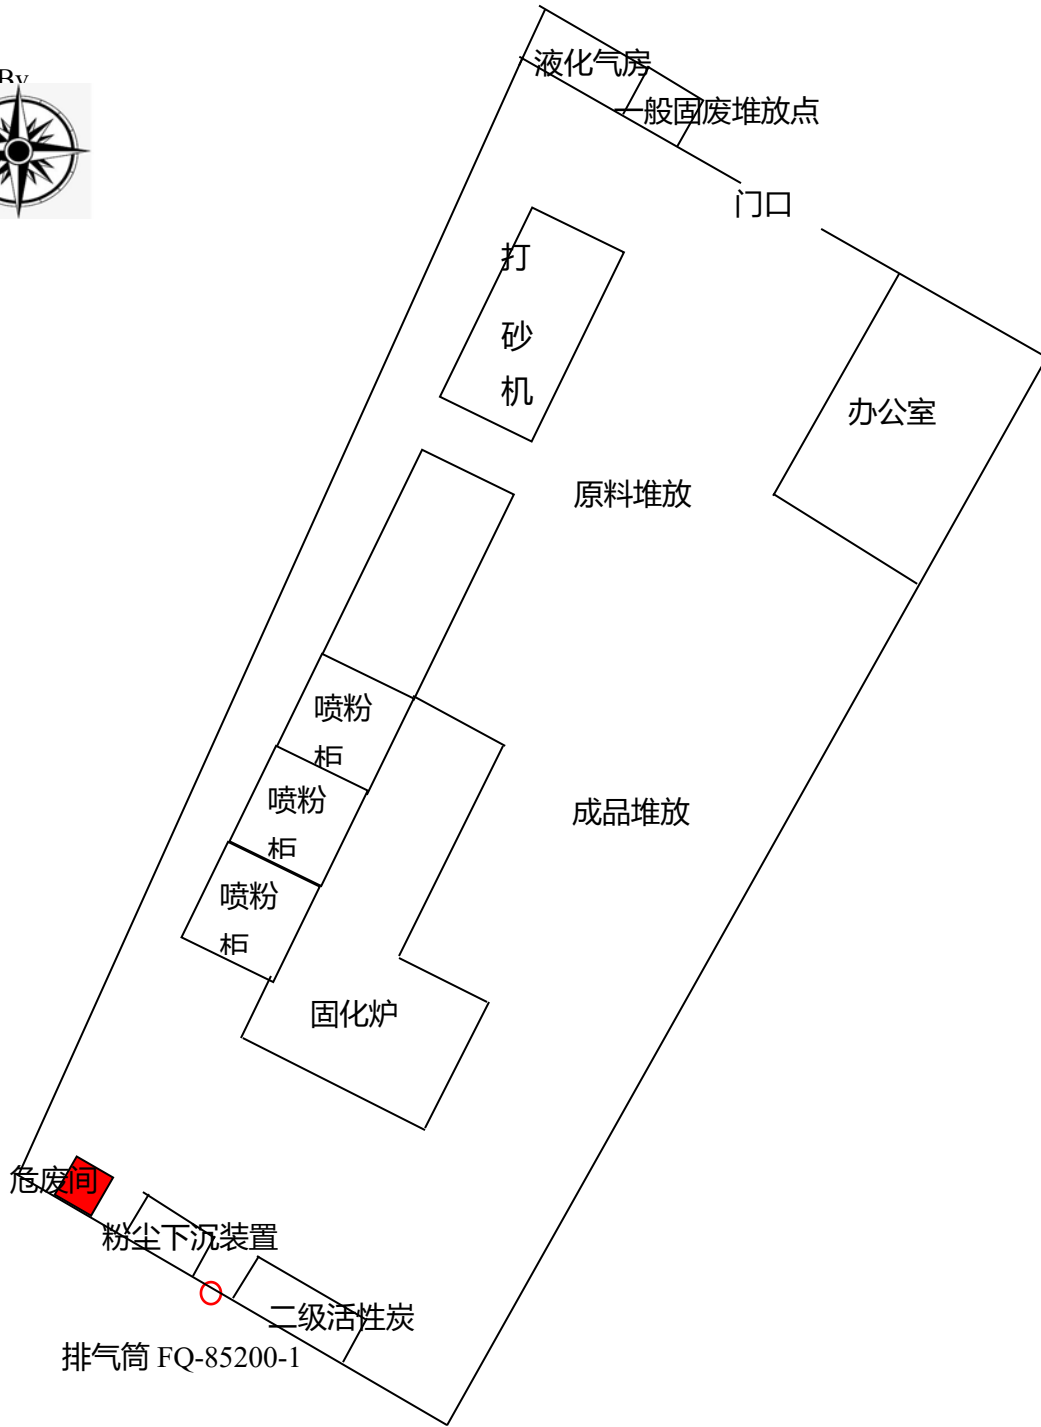 液化气房
By
一般固废堆放点
门口
打
砂
机
办公室
原料堆放
喷粉
柜
喷粉
柜
成品堆放
喷粉
柜
固化炉
危废间
粉尘下沉装置
二级活性炭
排气筒 FQ-85200-1